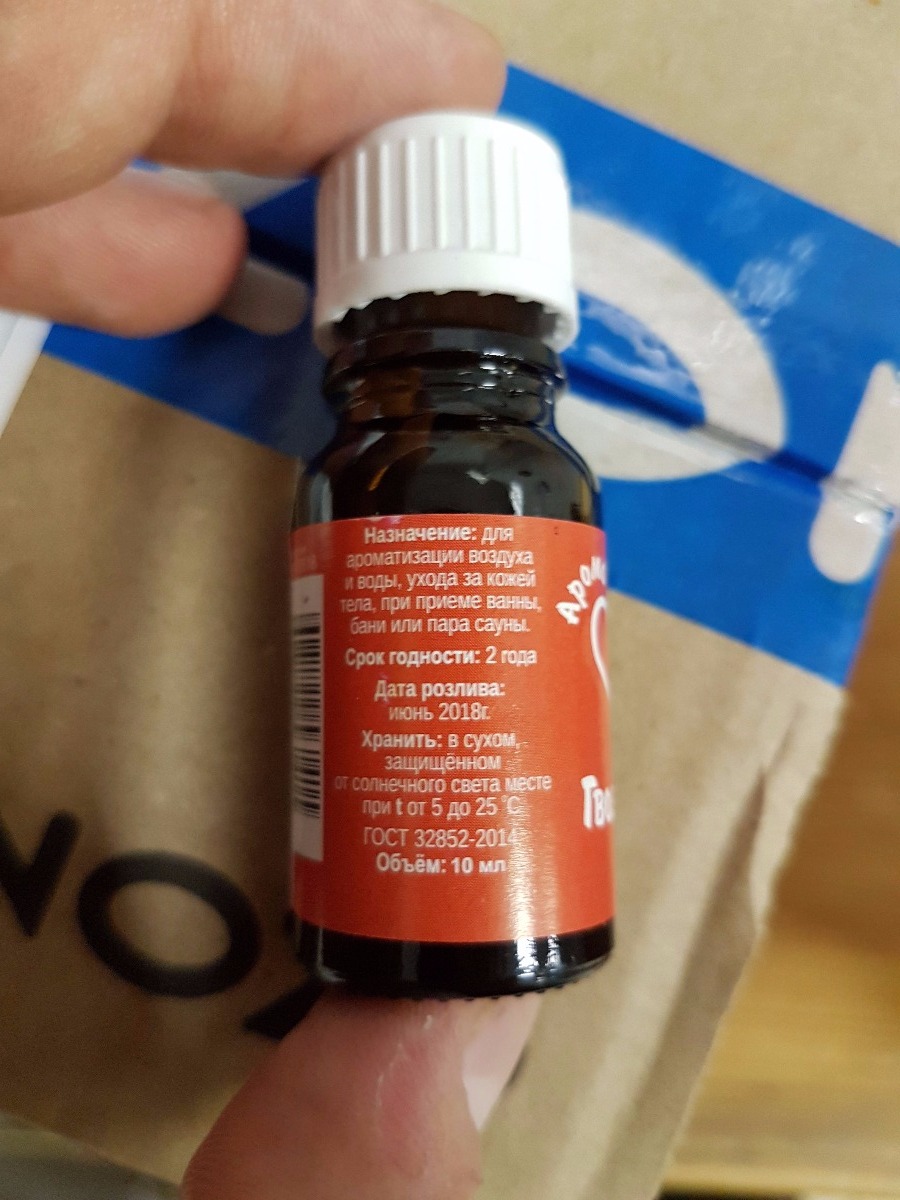 Назначение: для
ароматизации воздуха
и воды, ухода за кожей
тела, при приеме ванны,
бани или пара сауны.
Срок годности: 2 года
Дата розлива:
июнь 2018г.
Хранить: в сухом,
защищённом
от солнечного света месте
при t от 5 до 25 °С
ГОСТ 32852-2014
Объём: 10 мл